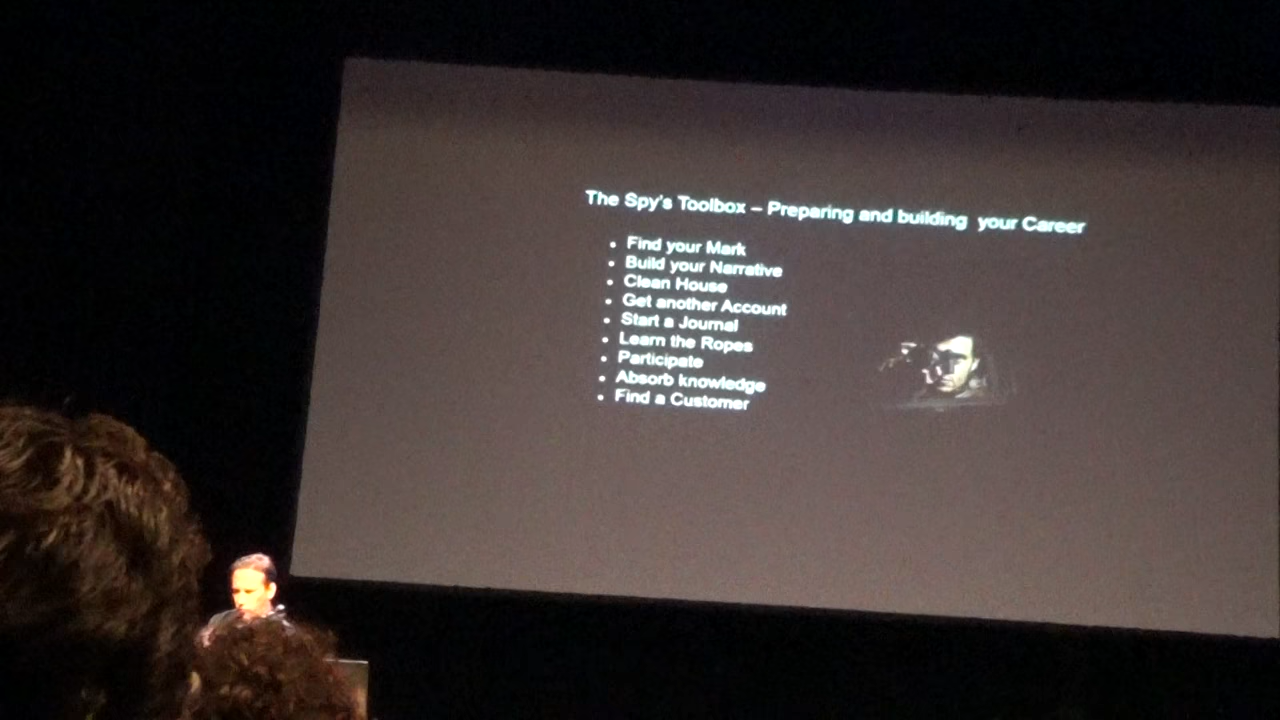 The Spy's Toolbox – Preparing and building your Career
• Find your Mark
• Build your Narrative
• Clean House
• Get another Account
• Start a Journal
• Learn the Ropes
• Participate
• Absorb knowledge
• Find a Customer